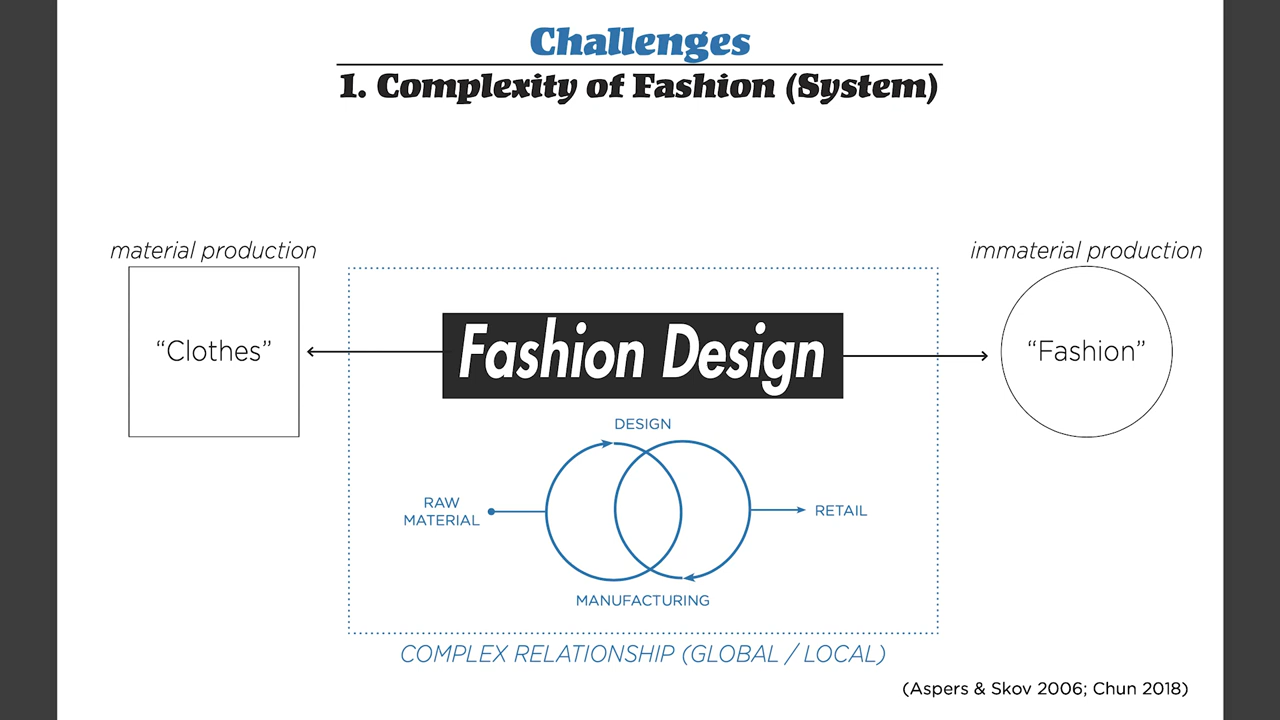 Challenges
1. Complexity of Fashion (System)
material production
immaterial production
“Clothes”
Fashion Design
“Fashion”
DESIGN
RAW
MATERIAL
RETAIL
MANUFACTURING
COMPLEX RELATIONSHIP (GLOBAL / LOCAL)
(Aspers & Skov 2006; Chun 2018)